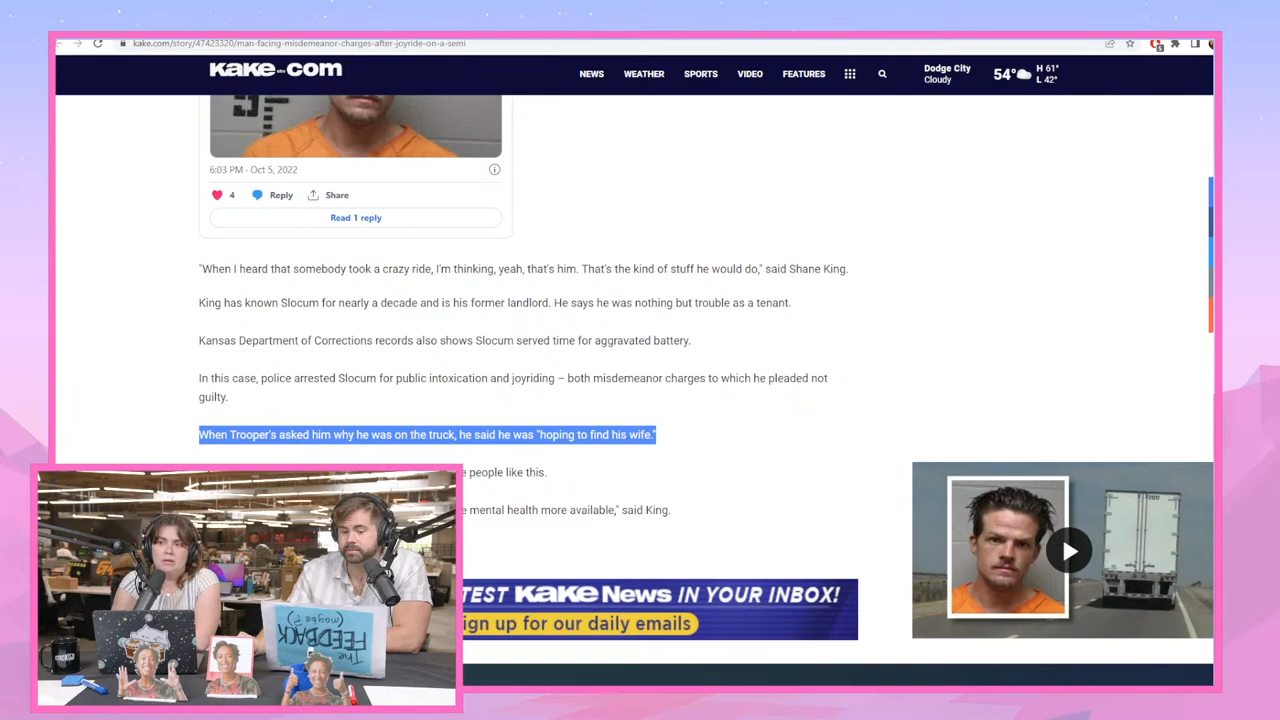 kake.com/story/47423320/man-facing-misdemeanor-charges-after-joyride-on-a-semi
KAKE.COM
NEWS WEATHER SPORTS VIDEO FEATURES
Dodge City
Cloudy
54° H 61°
L 42°
6:03 PM · Oct 5, 2022
4 Reply Share
Read 1 reply
"When I heard that somebody took a crazy ride, I'm thinking, yeah, that's him. That's the kind of stuff he would do," said Shane King.
King has known Slocum for nearly a decade and is his former landlord. He says he was nothing but trouble as a tenant.
Kansas Department of Corrections records also shows Slocum served time for aggravated battery.
In this case, police arrested Slocum for public intoxication and joyriding – both misdemeanor charges to which he pleaded not
guilty.
When Trooper's asked him why he was on the truck, he said he was "hoping to find his wife."
people like this.
mental health more available," said King.
TEST KAKE News IN YOUR INBOX!
ign up for our daily emails
The
FEEDBACK
(maybe?)